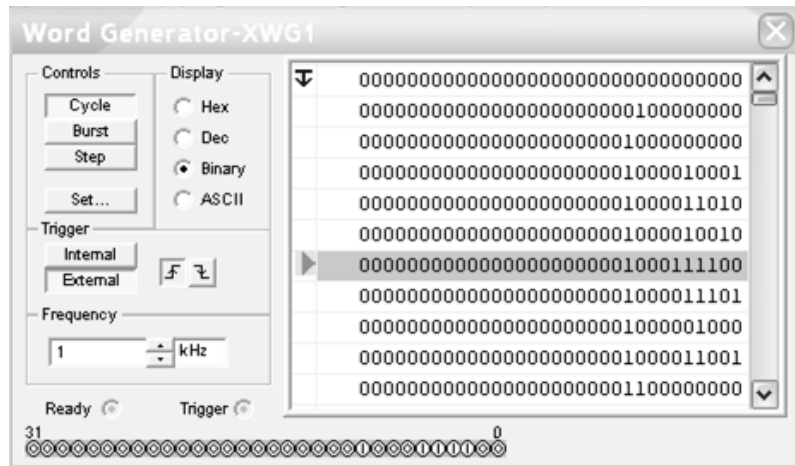 Word Generator-XWG1
Controls
Cycle
Burst
Step
Set...
Display
Hex
Dec
Binary
ASCII
Trigger
Internal
External
Frequency
1 kHz
Ready Trigger
00000000000000000000000000000000
00000000000000000000000100000000
00000000000000000000001000000000
00000000000000000000001000010001
00000000000000000000001000011010
00000000000000000000001000010010
00000000000000000000001000111100
00000000000000000000001000011101
00000000000000000000001000001000
00000000000000000000001000011001
00000000000000000000001100000000
31 0